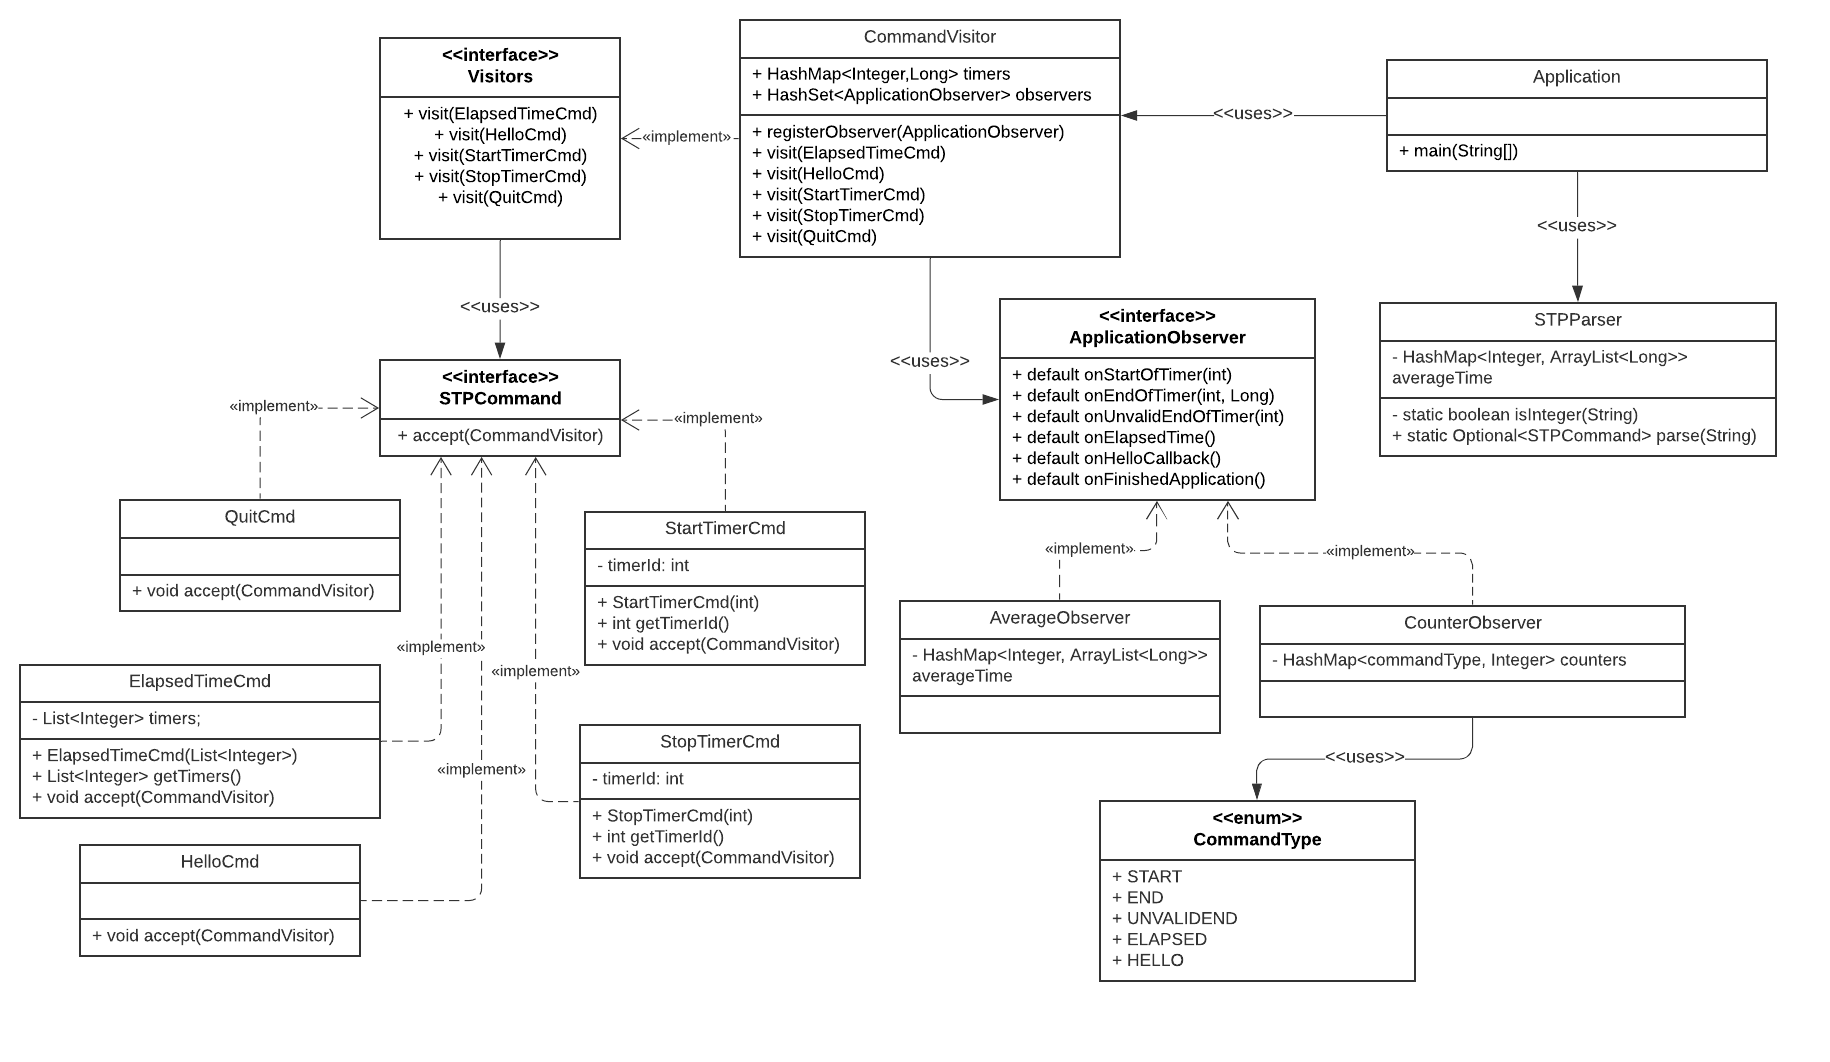 <<interface>>
Visitors
+ visit(ElapsedTimeCmd)
+ visit(HelloCmd)
+ visit(StartTimerCmd)
+ visit(StopTimerCmd)
+ visit(QuitCmd)
«implement»
CommandVisitor
+ HashMap<Integer,Long> timers
+ HashSet<ApplicationObserver> observers
+ registerObserver(ApplicationObserver)
+ visit(ElapsedTimeCmd)
+ visit(HelloCmd)
+ visit(StartTimerCmd)
+ visit(StopTimerCmd)
+ visit(QuitCmd)
<<uses>>
Application
+ main(String[])
<<uses>>
<<uses>>
<<uses>>
<<interface>>
ApplicationObserver
+ default onStartOfTimer(int)
+ default onEndOfTimer(int, Long)
+ default onUnvalidEndOfTimer(int)
+ default onElapsedTime()
+ default onHelloCallback()
+ default onFinishedApplication()
STPParser
- HashMap<Integer, ArrayList<Long>>
averageTime
- static boolean isInteger(String)
+ static Optional<STPCommand> parse(String)
<<interface>>
STPCommand
+ accept(CommandVisitor)
«implement»
«implement»
QuitCmd
+ void accept(CommandVisitor)
StartTimerCmd
- timerId: int
+ StartTimerCmd(int)
+ int getTimerId()
+ void accept(CommandVisitor)
«implement»
«implement»
AverageObserver
- HashMap<Integer, ArrayList<Long>>
averageTime
CounterObserver
- HashMap<commandType, Integer> counters
«implement»
«implement»
«implement»
ElapsedTimeCmd
- List<Integer> timers;
+ ElapsedTimeCmd(List<Integer>)
+ List<Integer> getTimers()
+ void accept(CommandVisitor)
StopTimerCmd
- timerId: int
+ StopTimerCmd(int)
+ int getTimerId()
+ void accept(CommandVisitor)
<<uses>>
<<enum>>
CommandType
+ START
+ END
+ UNVALIDEND
+ ELAPSED
+ HELLO
HelloCmd
+ void accept(CommandVisitor)